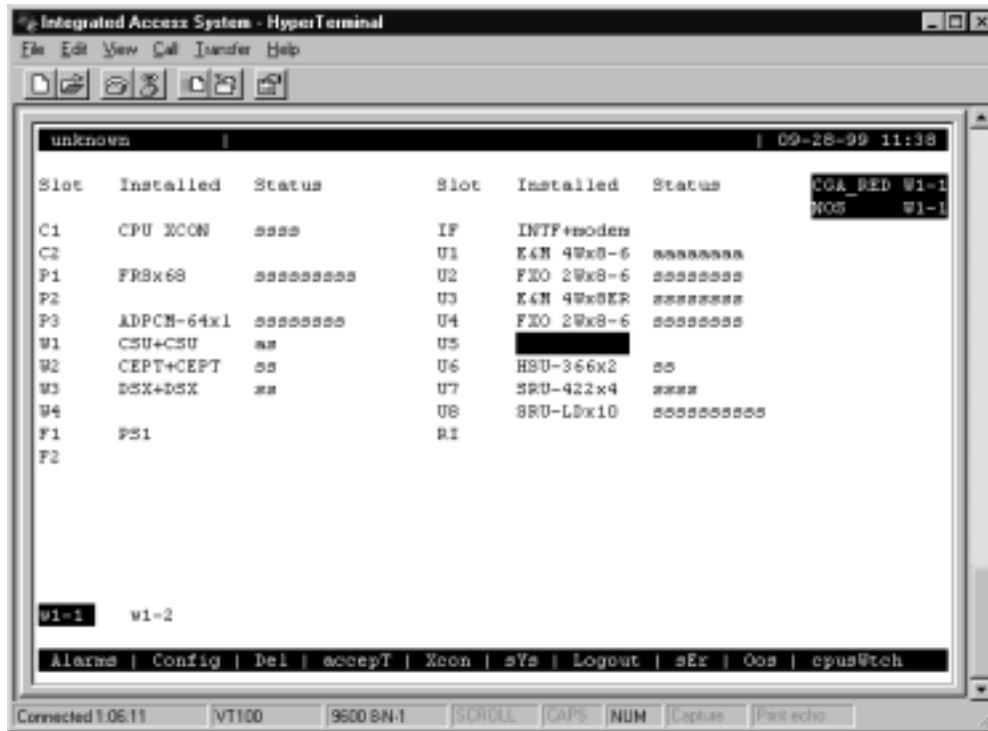 Integrated Access System - HyperTerminal
File Edit View Call Transfer Help
unknown | | 09-28-99 11:38
Slot Installed Status Slot Installed Status CGA_RED W1-1
NOS W1-1
C1 CPU XCON ssss IF INTF+modem
C2 U1 E&M 4Wx8-6 ssssssss
P1 FR8x68 sssssssss U2 FXO 2Wx8-6 ssssssss
P2 U3 E&M 4Wx8ER ssssssss
P3 ADPCM-64x1 ssssssss U4 FXO 2Wx8-6 ssssssss
W1 CSU+CSU as U5
W2 CEPT+CEPT ss U6 HSU-366x2 ss
W3 DSX+DSX ss U7 SRU-422x4 ssss
W4 U8 SRU-LDx10 ssssssssss
F1 PS1 RI
F2
W1-1 W1-2
Alarms | Config | Del | accepT | Xcon | sYs | Logout | sEr | Oos | cpusWtch
Connected 1:06:11 VT100 9600 8-N-1 SCROLL CAPS NUM Capture Print echo